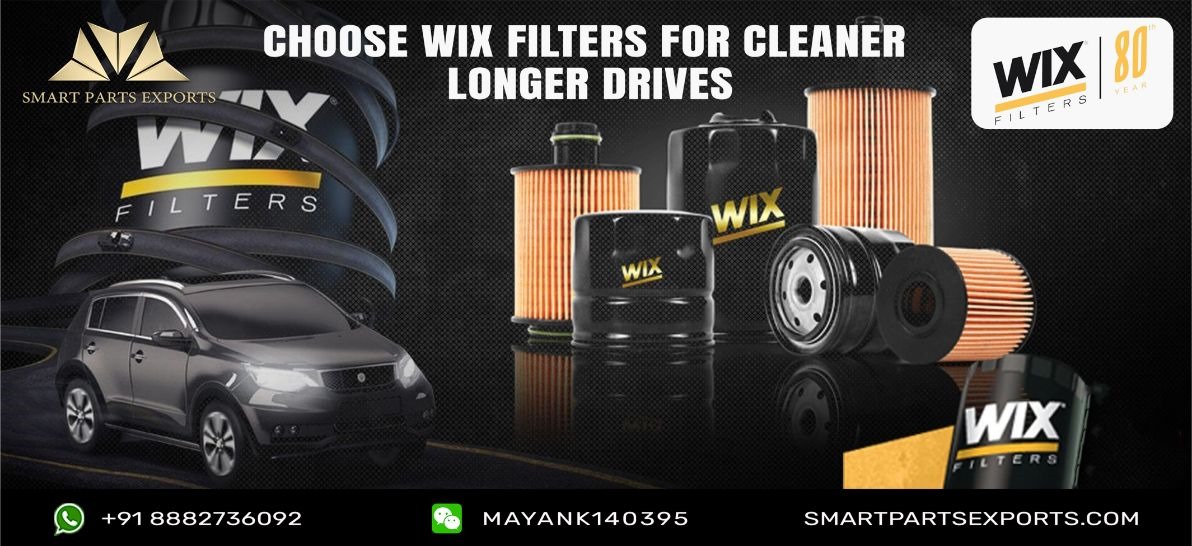 SMART PARTS EXPORTS
CHOOSE WIX FILTERS FOR CLEANER
LONGER DRIVES
WIX
FILTERS
80th
YEAR
WIX
FILTERS
WIX
WIX
WIX
FILTERS
+91 8882736092
MAYANK140395
SMARTPARTSEXPORTS.COM